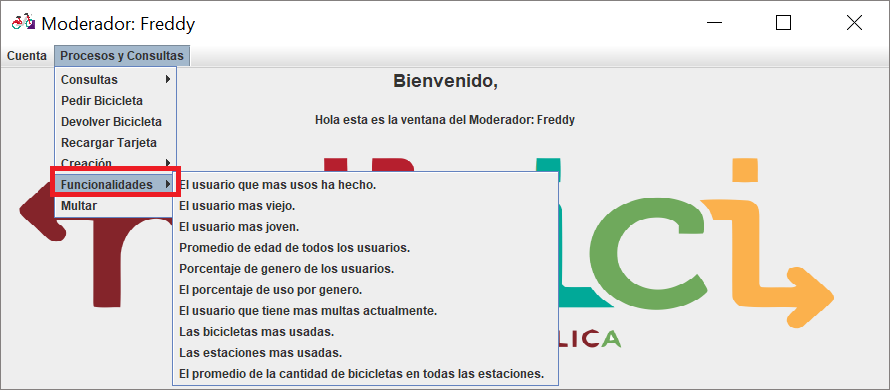 Moderador: Freddy
Cuenta Procesos y Consultas
Bienvenido,
Hola esta es la ventana del Moderador: Freddy
Consultas
Pedir Bicicleta
Devolver Bicicleta
Recargar Tarjeta
Creación
Funcionalidades
Multar
El usuario que mas usos ha hecho.
El usuario mas viejo.
El usuario mas joven.
Promedio de edad de todos los usuarios.
Porcentaje de genero de los usuarios.
El porcentaje de uso por genero.
El usuario que tiene mas multas actualmente.
Las bicicletas mas usadas.
Las estaciones mas usadas.
El promedio de la cantidad de bicicletas en todas las estaciones.
ci
LICA